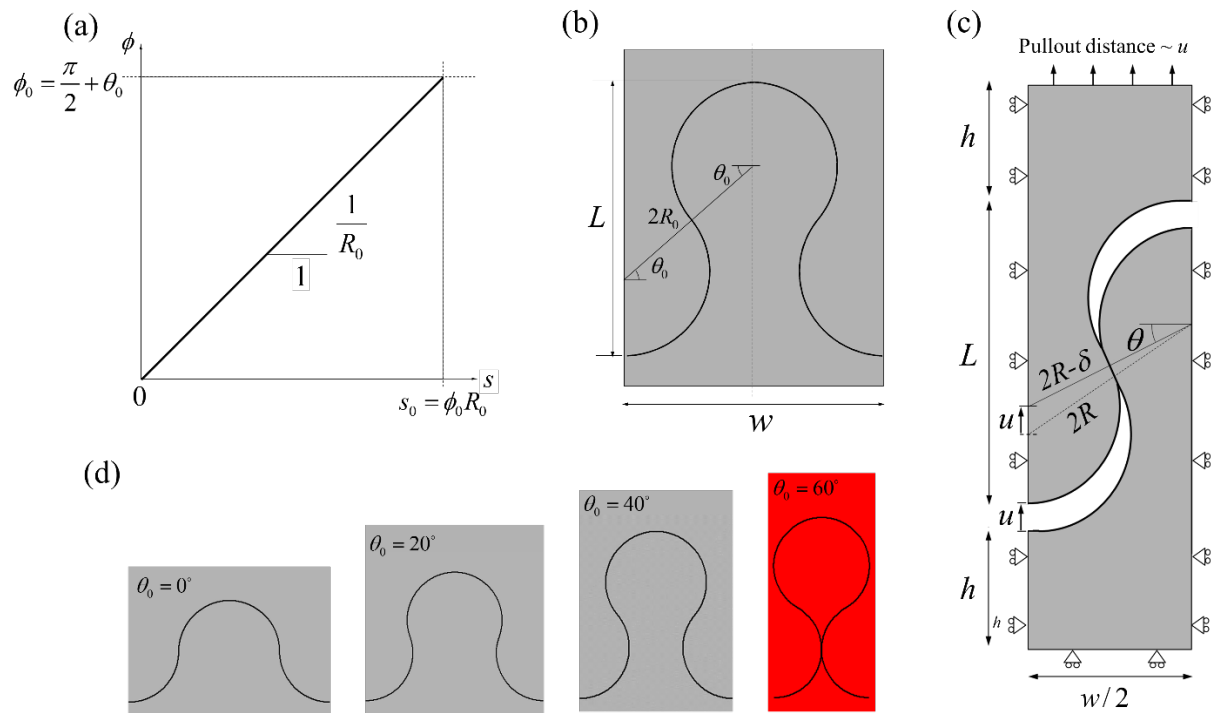 (a)
ϕ
ϕ₀ = π/2 + θ₀
1/R₀
1
0
s
s₀ = ϕ₀R₀
(b)
L
θ₀
2R₀
θ₀
w
(c)
Pullout distance ~ u
h
L
θ
2R-δ
2R
u
u
h
h
w/2
(d)
θ₀ = 0°
θ₀ = 20°
θ₀ = 40°
θ₀ = 60°